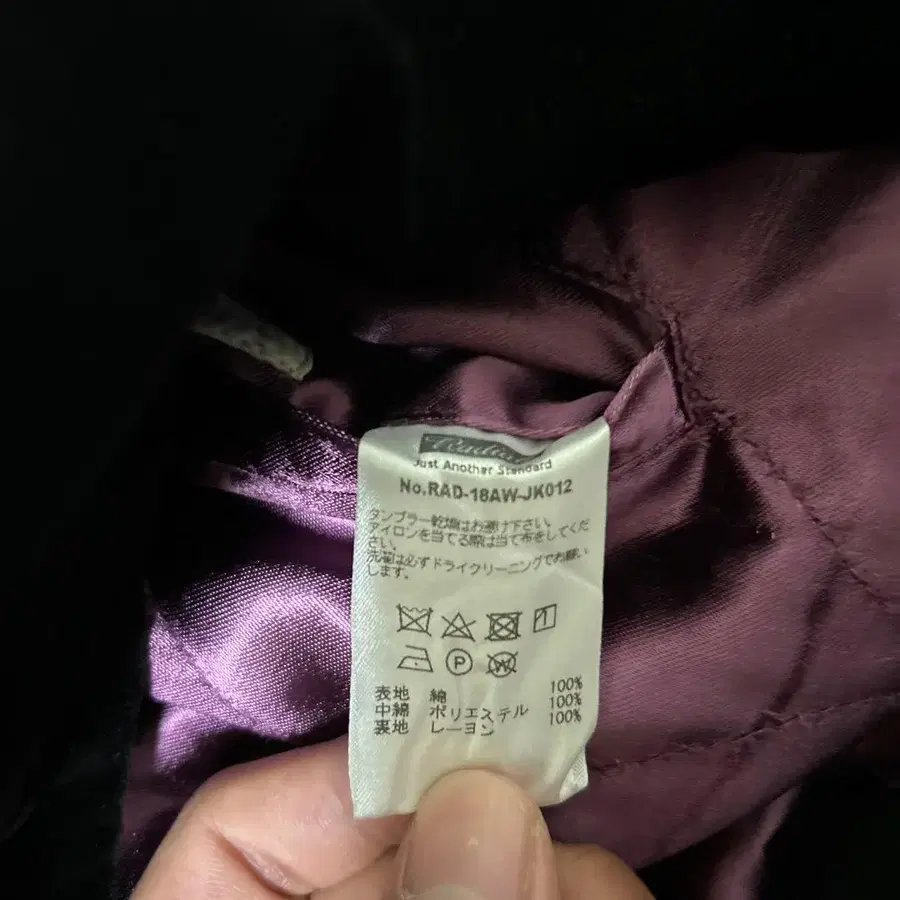 Radiall
Just Another Standard
No.RAD-18AW-JK012
タンブラー乾燥はお避け下さい。
アイロンを当てる際は当て布をしてくだ
さい。
洗濯は必ずドライクリーニングでお願い
します。
P W
表地 綿 100%
中綿 ポリエステル 100%
裏地 レーヨン 100%